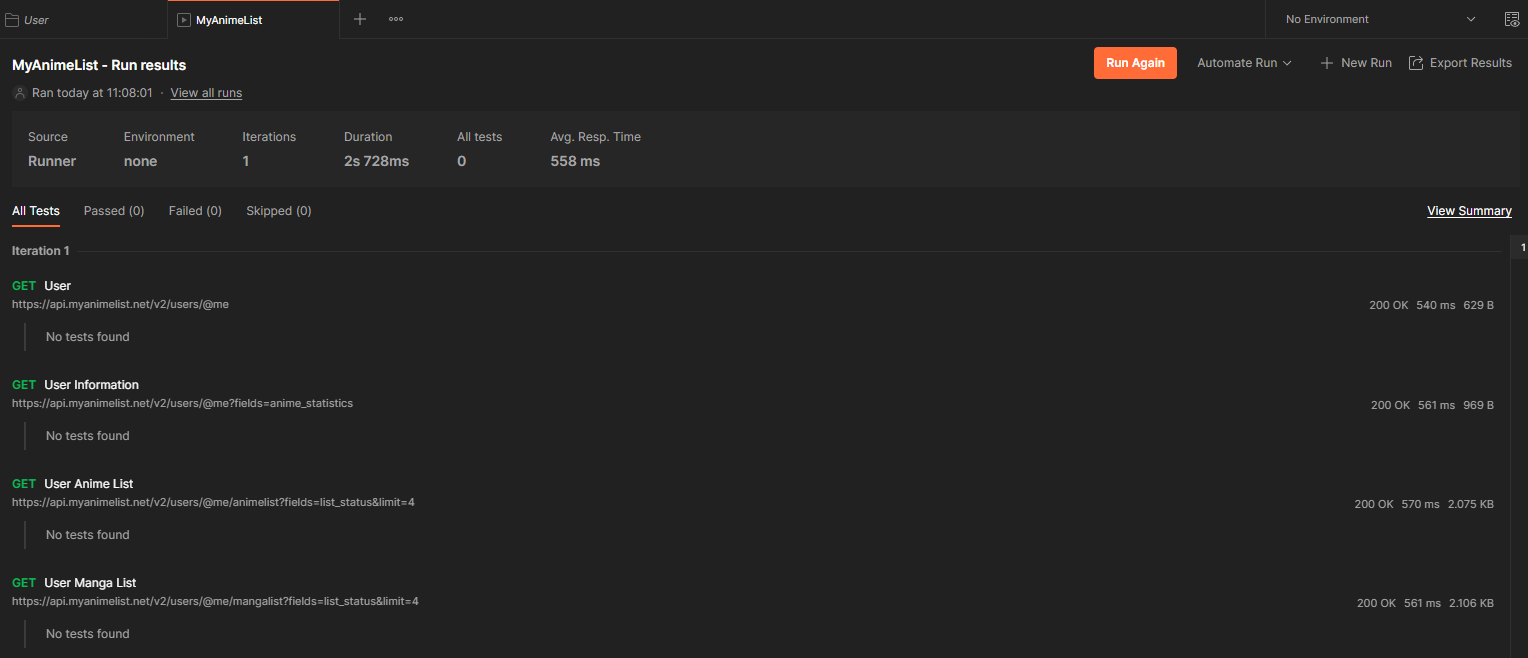 User MyAnimeList No Environment
MyAnimeList - Run results Run Again Automate Run New Run Export Results
Ran today at 11:08:01 · View all runs
Source Environment Iterations Duration All tests Avg. Resp. Time
Runner none 1 2s 728ms 0 558 ms
All Tests Passed (0) Failed (0) Skipped (0) View Summary
Iteration 1 1
GET User
https://api.myanimelist.net/v2/users/@me 200 OK 540 ms 629 B
No tests found
GET User Information
https://api.myanimelist.net/v2/users/@me?fields=anime_statistics 200 OK 561 ms 969 B
No tests found
GET User Anime List
https://api.myanimelist.net/v2/users/@me/animelist?fields=list_status&limit=4 200 OK 570 ms 2.075 KB
No tests found
GET User Manga List
https://api.myanimelist.net/v2/users/@me/mangalist?fields=list_status&limit=4 200 OK 561 ms 2.106 KB
No tests found